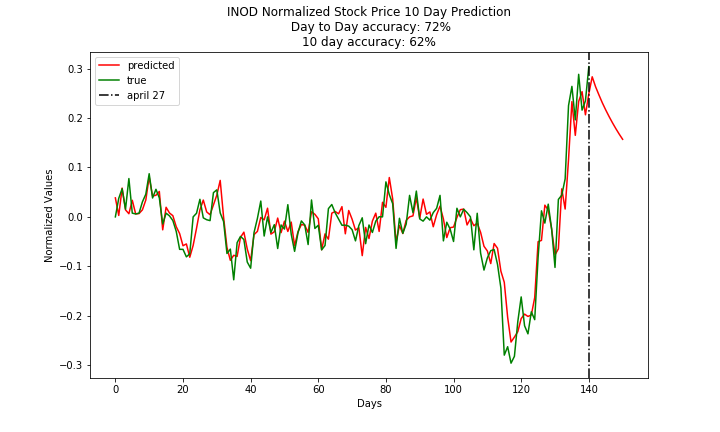 INOD Normalized Stock Price 10 Day Prediction
Day to Day accuracy: 72%
10 day accuracy: 62%
predicted
true
april 27
Normalized Values
0.3
0.2
0.1
0.0
−0.1
−0.2
−0.3
0 20 40 60 80 100 120 140
Days